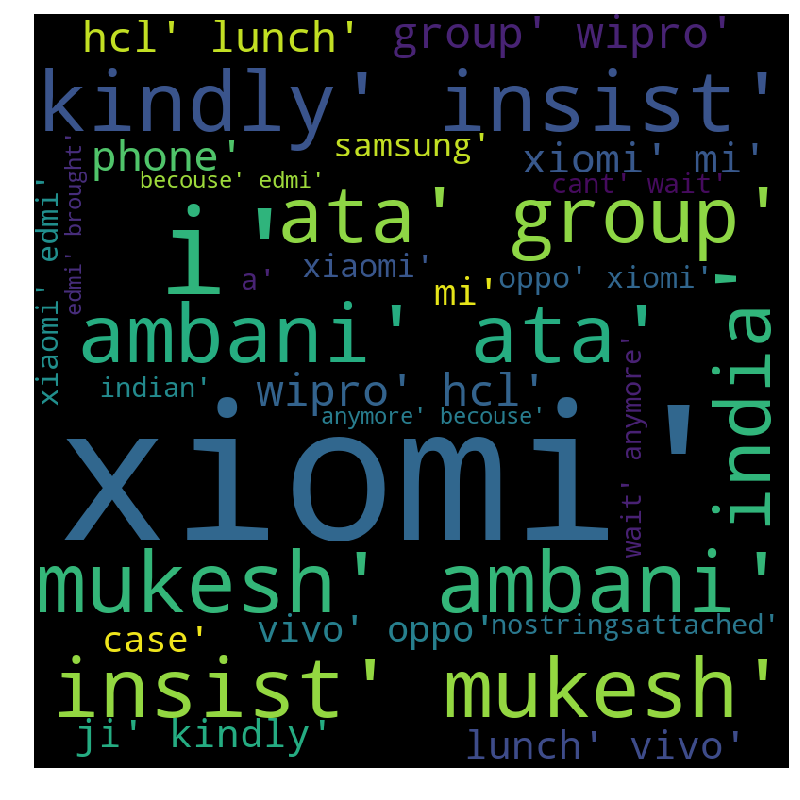 hcl' lunch'
group' wipro'
kindly' insist'
phone'
samsung'
xiomi' mi'
becouse' edmi'
cant' wait'
edmi' brought'
xiaomi' edmi'
i'
ata' group'
a'
xiaomi'
mi'
oppo' xiomi'
ambani' ata'
india'
indian'
wipro' hcl'
anymore' becouse'
wait' anymore'
xiomi'
mukesh' ambani'
case'
vivo' oppo'
nostringsattached'
insist' mukesh'
ji' kindly'
lunch' vivo'